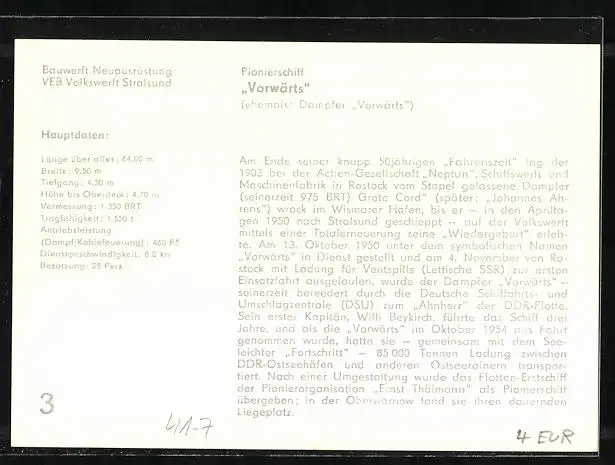 Bauwerft, Neuausrüstung
VEB Volkswerft Stralsund
Pionierschiff
„Vorwärts“
(ehemals: Dampfer „Vorwärts“)
Hauptdaten:
Länge über alles: 64,00 m
Breite: 9,50 m
Tiefgang: 4,30 m
Höhe bis Oberdeck: 4,70 m
Vermessung: 1 350 BRT
Tragfähigkeit: 1 550 t
Antriebsleistung
(Dampf/Kohlefeuerung): 460 PS
Dienstgeschwindigkeit: 8,0 kn
Besatzung: 28 Pers.
Am Ende seiner knapp 50jährigen „Fahrenszeit“ lag der
1903 bei der Actien-Gesellschaft „Neptun“, Schiffswerft und
Maschinenfabrik in Rostock vom Stapel gelassene Dampfer
(seinerzeit 975 BRT) Grete Cord“ (später: „Johannes Ah-
rens“) wrack im Wismarer Hafen, bis er – in den Aprilta-
gen 1950 nach Stralsund geschleppt – auf der Volkswerft
mittels einer Totalerneuerung seine „Wiedergeburt“ erleb-
te. Am 13. Oktober 1950 unter dem symbolischen Namen
„Vorwärts“ in Dienst gestellt und am 4. November von Ro-
stock mit Ladung für Ventspils (Lettische SSR) zur ersten
Einsatzfahrt ausgelaufen, wurde der Dampfer „Vorwärts“ –
seinerzeit bereedert durch die Deutsche Schiffahrts- und
Umschlagzentrale (DSU) zum „Ahnherr“ der DDR-Flotte.
Sein erster Kapitän, Willi Beykirch, führte das Schiff drei
Jahre, und als die „Vorwärts“ im Oktober 1954 aus Fahrt
genommen wurde, hatte sie – gemeinsam mit dem See-
leichter „Fortschritt“ – 85 000 Tonnen Ladung zwischen
DDR-Ostseehäfen und anderen Ostseeanrainern transpor-
tiert. Nach einer Umgestaltung wurde das Flotten-Erstschiff
der Pionierorganisation „Ernst Thälmann“ als Pionierschiff
übergeben; in der Oberwarnow fand sie ihren dauernden
Liegeplatz.
3
41-7
4 EUR